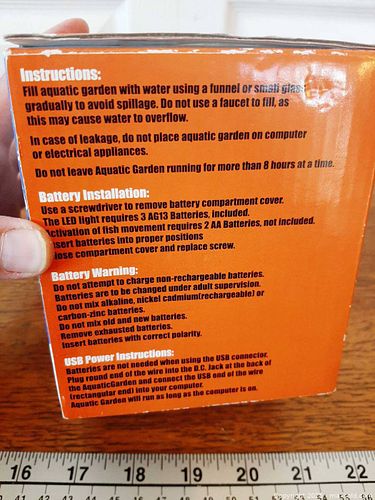 Instructions:
Fill aquatic garden with water using a funnel or small glass
gradually to avoid spillage. Do not use a faucet to fill, as
this may cause water to overflow.
In case of leakage, do not place aquatic garden on computer
or electrical appliances.
Do not leave Aquatic Garden running for more than 8 hours at a time.
Battery Installation:
Use a screwdriver to remove battery compartment cover.
The LED light requires 3 AG13 Batteries, included.
ctivation of fish movement requires 2 AA Batteries, not included.
sert batteries into proper positions
lose compartment cover and replace screw.
Battery Warning:
Do not attempt to charge non-rechargeable batteries.
Batteries are to be changed under adult supervision.
Do not mix alkaline, nickel cadmium(rechargeable) or
carbon-zinc batteries.
Do not mix old and new batteries.
Remove exhausted batteries.
Insert batteries with correct polarity.
USB Power Instructions:
Batteries are not needed when using the USB connector.
Plug round end of the wire into the D.C. Jack at the back of
the AquaticGarden and connect the USB end of the wire
(rectangular end) into your computer.
Aquatic Garden will run as long as the computer is on.
16 17 18 19 20 21 22